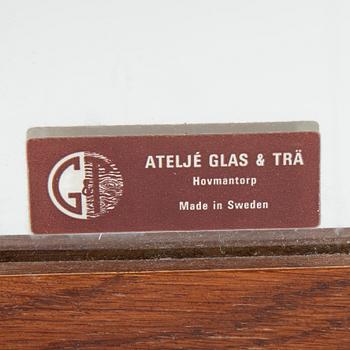 G
ATELJÉ GLAS & TRÄ
Hovmantorp
Made in Sweden